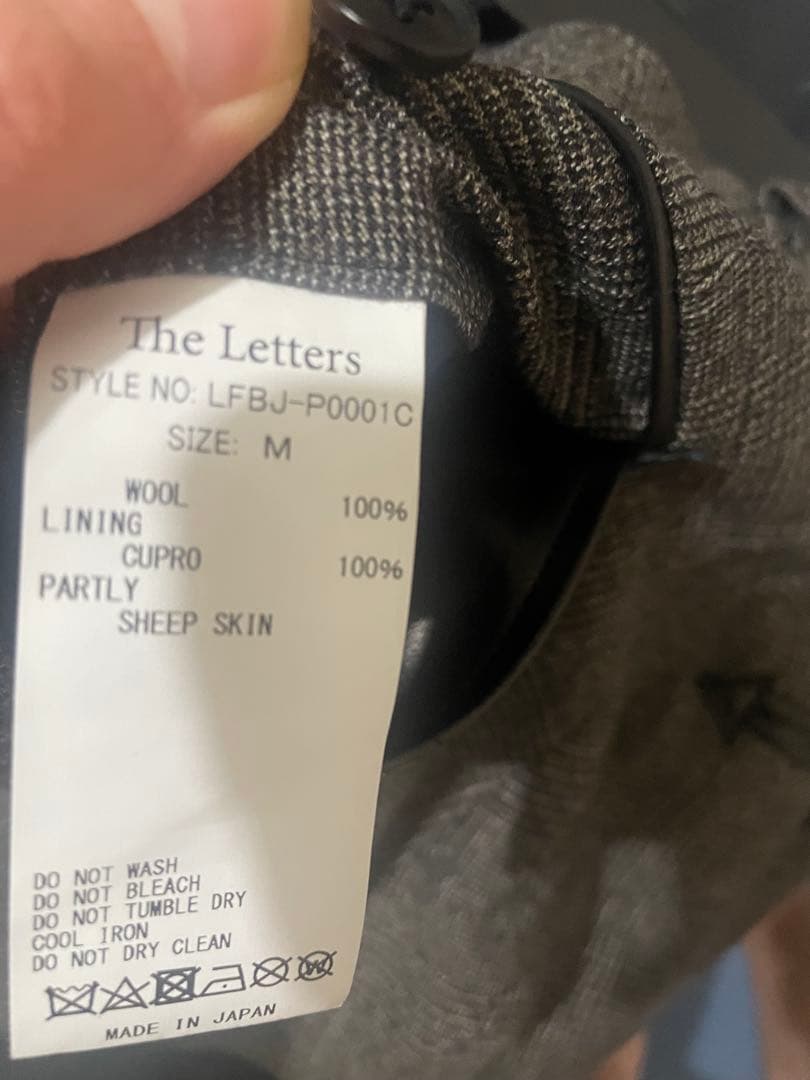 The Letters
STYLE NO: LFBJ-P0001C
SIZE: M
WOOL 100%
LINING
CUPRO 100%
PARTLY
SHEEP SKIN
DO NOT WASH
DO NOT BLEACH
DO NOT TUMBLE DRY
COOL IRON
DO NOT DRY CLEAN
W
MADE IN JAPAN